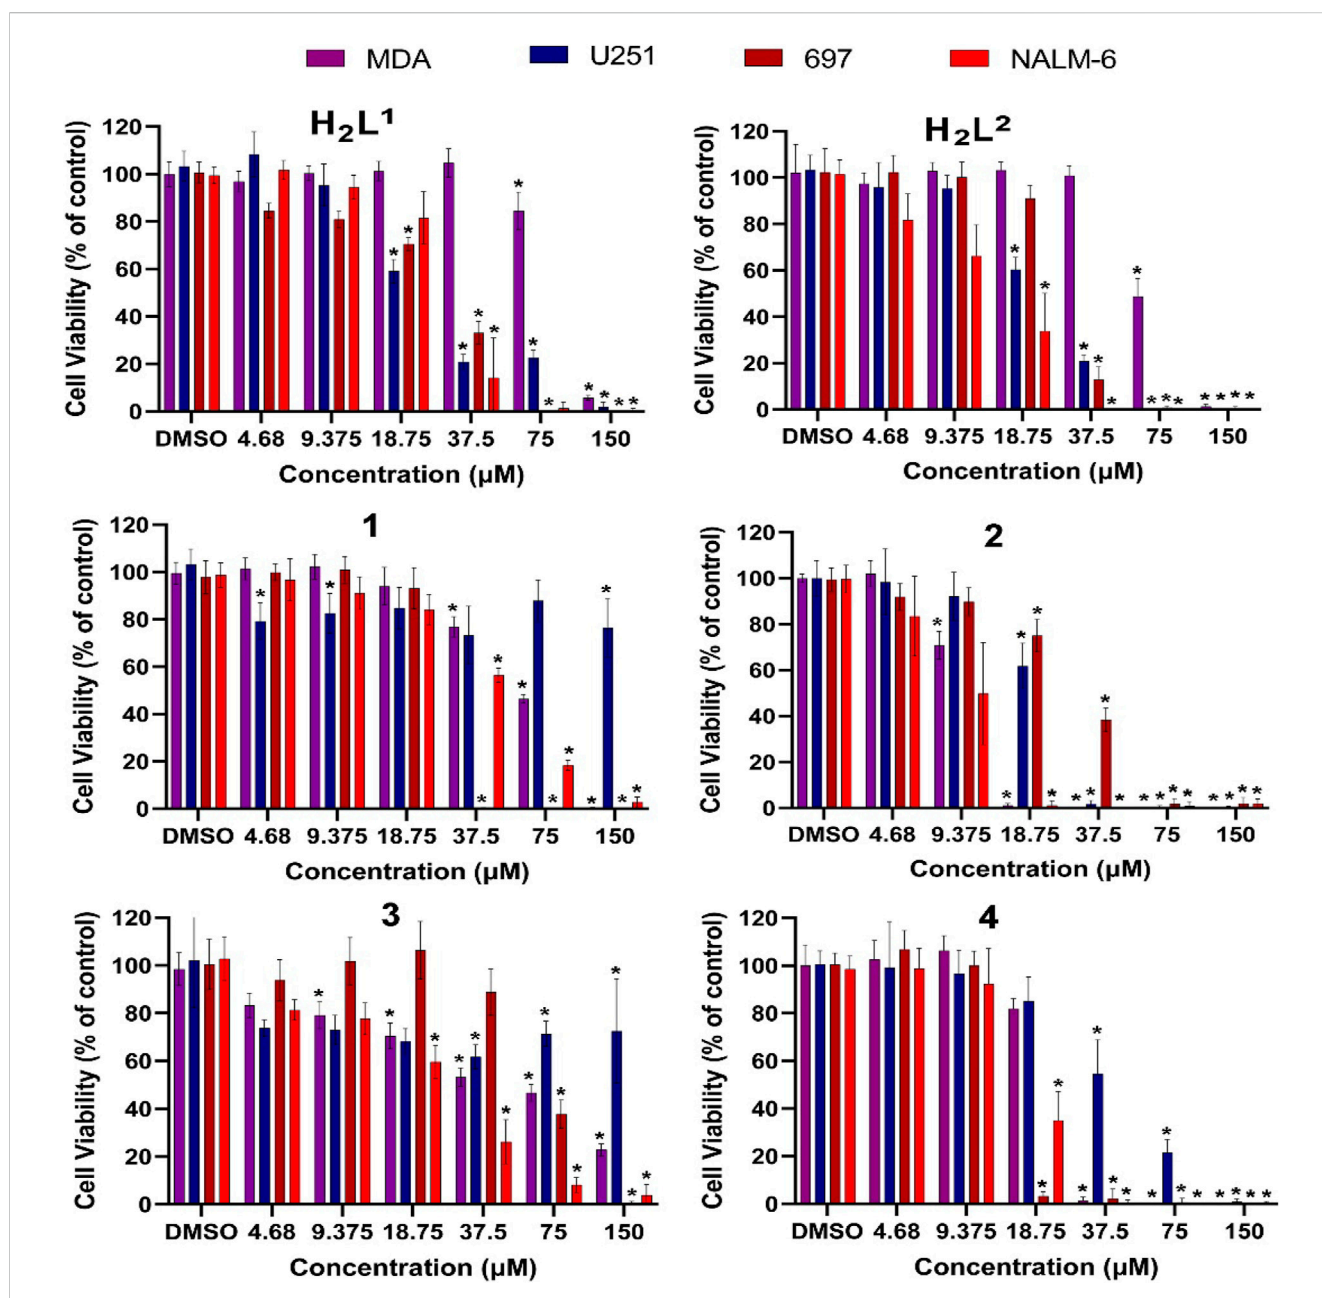 MDA U251 697 NALM-6
H₂L¹
Cell Viability (% of control)
120
100
80
60
40
20
0
DMSO 4.68 9.375 18.75 37.5 75 150
Concentration (µM)
H₂L²
Cell Viability (% of control)
120
100
80
60
40
20
0
DMSO 4.68 9.375 18.75 37.5 75 150
Concentration (µM)
1
Cell Viability (% of control)
120
100
80
60
40
20
0
DMSO 4.68 9.375 18.75 37.5 75 150
Concentration (µM)
2
Cell Viability (% of control)
120
100
80
60
40
20
0
DMSO 4.68 9.375 18.75 37.5 75 150
Concentration (µM)
3
Cell Viability (% of control)
120
100
80
60
40
20
0
DMSO 4.68 9.375 18.75 37.5 75 150
Concentration (µM)
4
Cell Viability (% of control)
120
100
80
60
40
20
0
DMSO 4.68 9.375 18.75 37.5 75 150
Concentration (µM)